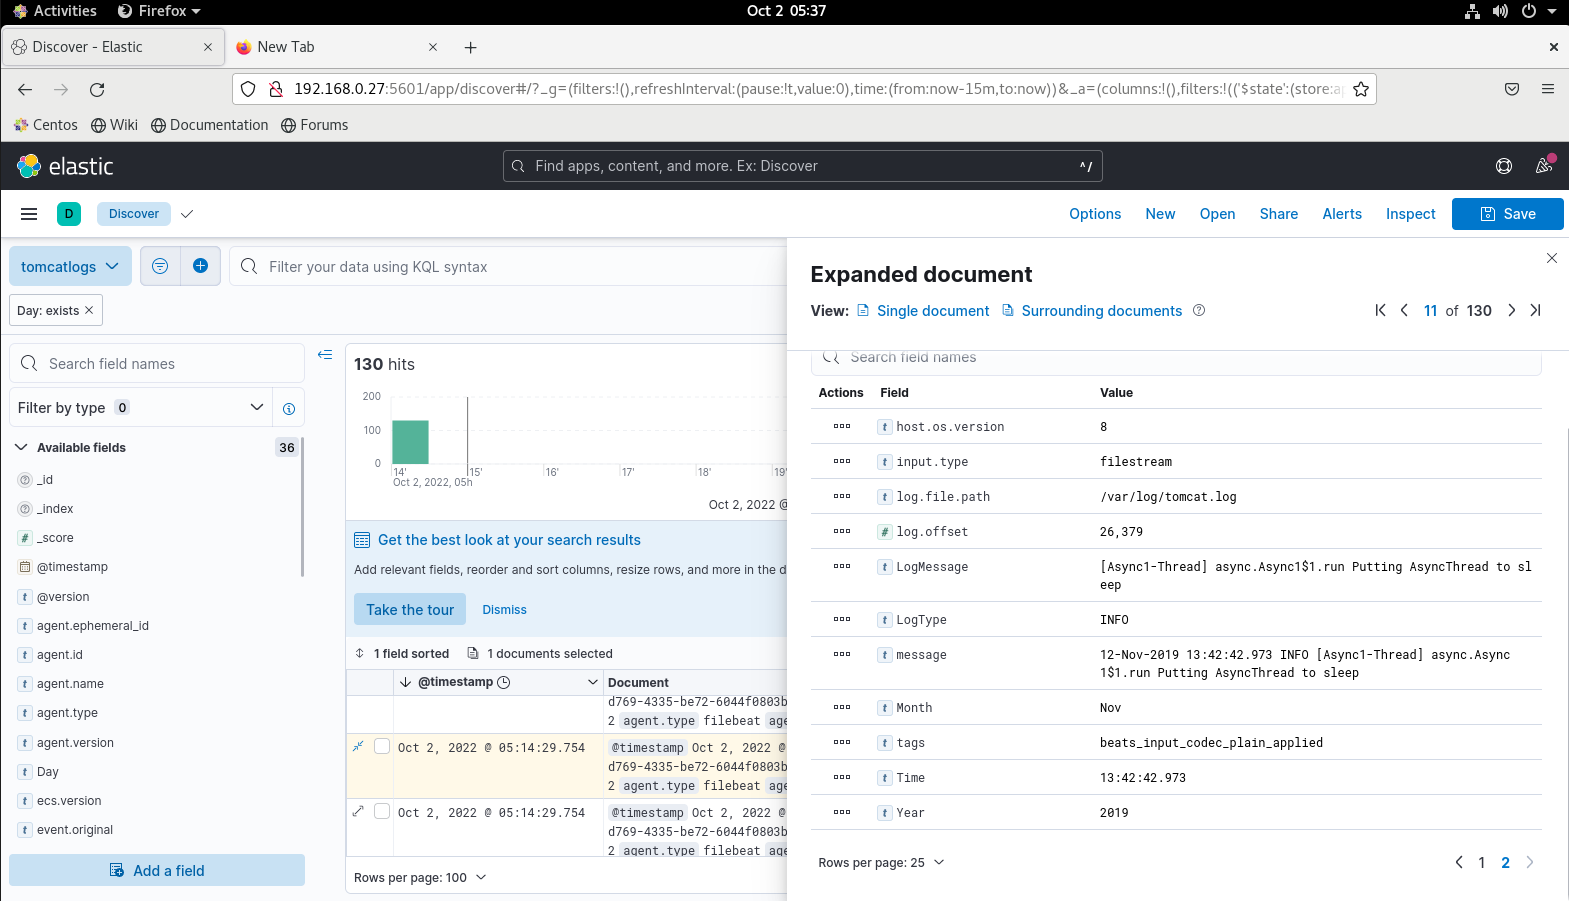 Activities
Firefox
Oct 2 05:37
Discover - Elastic
New Tab
192.168.0.27:5601/app/discover#/?_g=(filters:!(),refreshInterval:(pause:!t,value:0),time:(from:now-15m,to:now))&_a=(columns:!(),filters:!(('$state':(store:a
Centos
Wiki
Documentation
Forums
elastic
Find apps, content, and more. Ex: Discover
^/
D
Discover
Options
New
Open
Share
Alerts
Inspect
Save
tomcatlogs
Filter your data using KQL syntax
Day: exists
Search field names
Filter by type 0
Available fields
36
_id
_index
# _score
@timestamp
t @version
t agent.ephemeral_id
t agent.id
t agent.name
t agent.type
t agent.version
t Day
t ecs.version
t event.original
Add a field
130 hits
200
100
0
14'
15'
16'
17'
18'
19'
Oct 2, 2022, 05h
Oct 2, 2022 @
Get the best look at your search results
Add relevant fields, reorder and sort columns, resize rows, and more in the d
Take the tour
Dismiss
1 field sorted
1 documents selected
@timestamp
Document
d769-4335-be72-6044f0803b
2 agent.type filebeat age
Oct 2, 2022 @ 05:14:29.754
@timestamp Oct 2, 2022 @
d769-4335-be72-6044f0803b
2 agent.type filebeat age
Oct 2, 2022 @ 05:14:29.754
@timestamp Oct 2, 2022 @
d769-4335-be72-6044f0803b
2 agent.type filebeat age
Rows per page: 100
Expanded document
View:
Single document
Surrounding documents
11 of 130
Search field names
Actions
Field
Value
t host.os.version
8
t input.type
filestream
t log.file.path
/var/log/tomcat.log
# log.offset
26,379
t LogMessage
[Async1-Thread] async.Async1$1.run Putting AsyncThread to sl
eep
t LogType
INFO
t message
12-Nov-2019 13:42:42.973 INFO [Async1-Thread] async.Async
1$1.run Putting AsyncThread to sleep
t Month
Nov
t tags
beats_input_codec_plain_applied
t Time
13:42:42.973
t Year
2019
Rows per page: 25
1
2